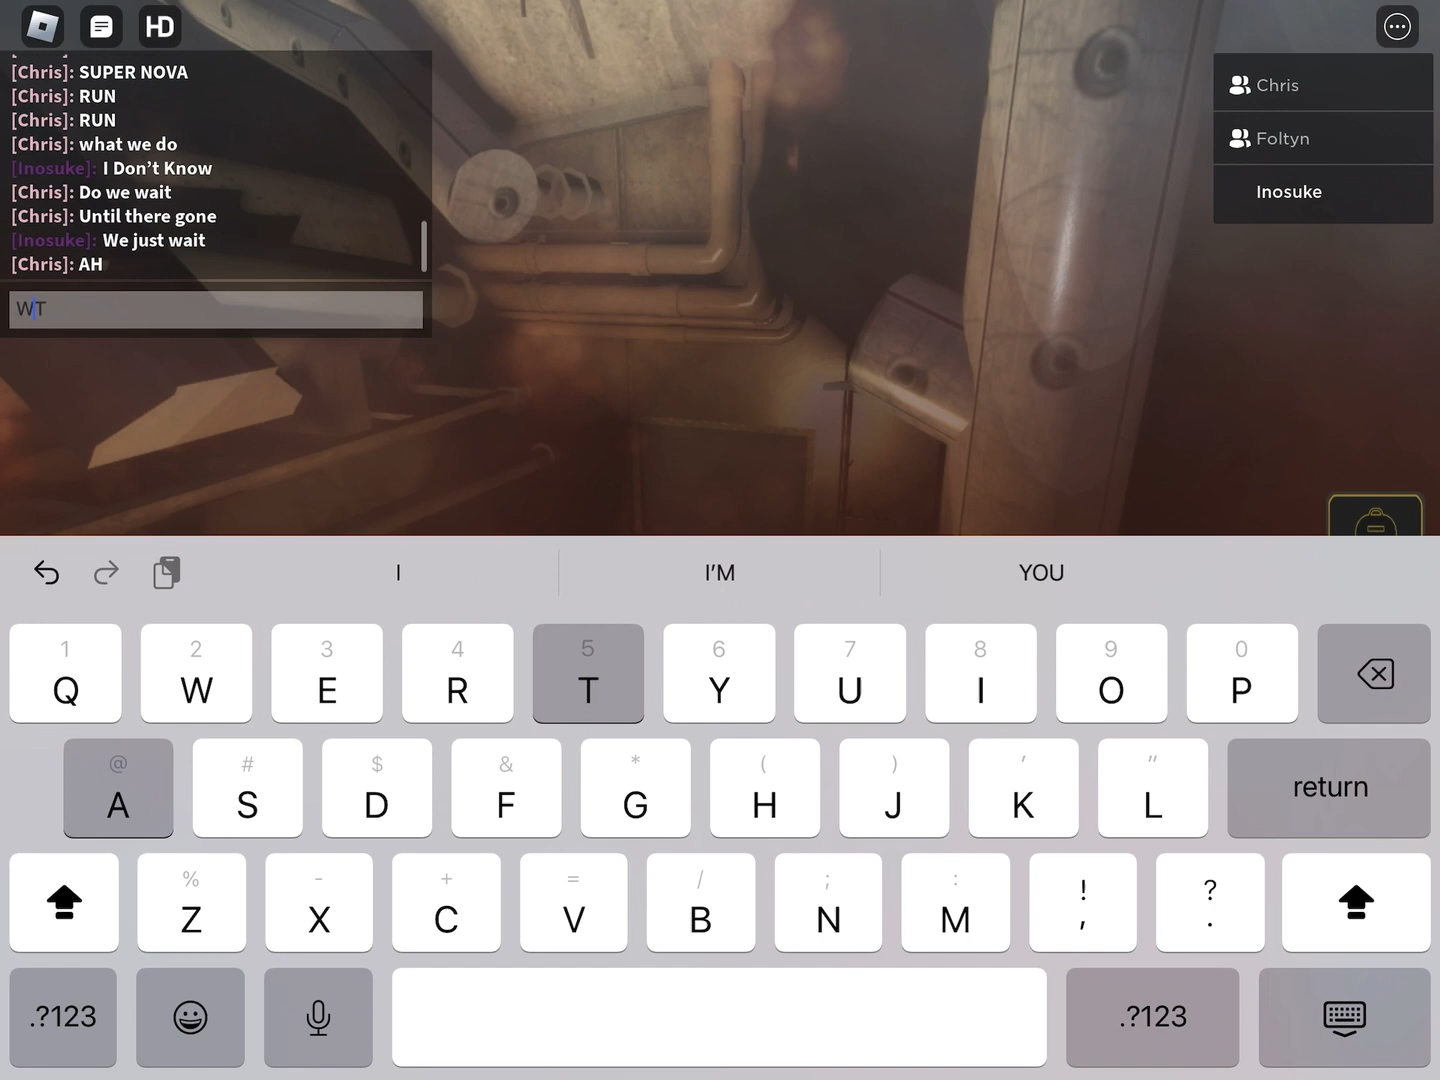 HD
[Chris]: SUPER NOVA
[Chris]: RUN
[Chris]: RUN
[Chris]: what we do
[Inosuke]: I Don’t Know
[Chris]: Do we wait
[Chris]: Until there gone
[Inosuke]: We just wait
[Chris]: AH
WT
Chris
Foltyn
Inosuke
I I’M YOU
1 2 3 4 5 6 7 8 9 0
Q W E R T Y U I O P
@ # $ & * ( ) ' "
A S D F G H J K L return
% - + = / ; : ! ?
Z X C V B N M , .
.?123 .?123